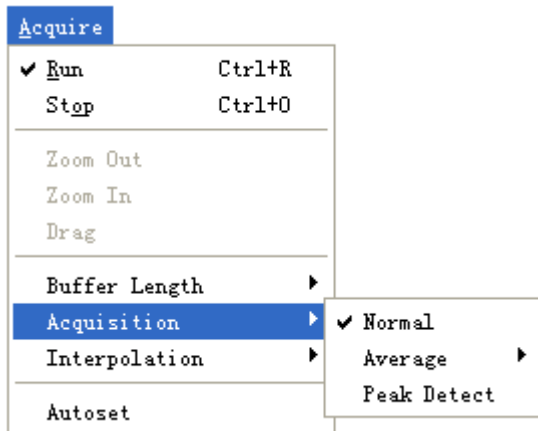 Acquire
Run Ctrl+R
Stop Ctrl+O
Zoom Out
Zoom In
Drag
Buffer Length
Acquisition
Interpolation
Autoset
Normal
Average
Peak Detect